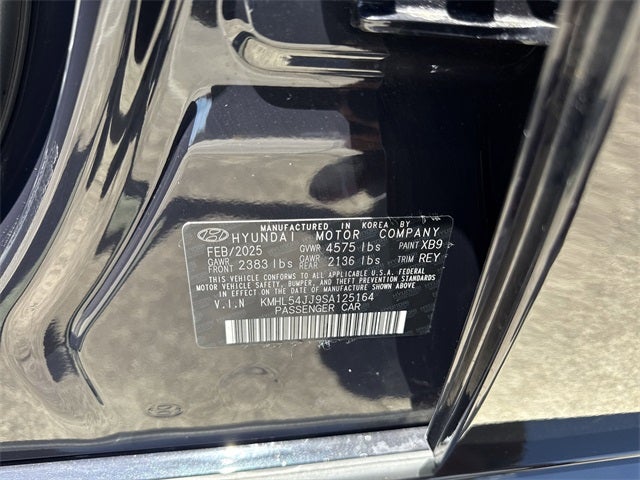 MANUFACTURED IN KOREA BY
HYUNDAI MOTOR COMPANY
FEB/2025 GVWR 4575 lbs PAINT XB9
GAWR FRONT 2383 lbs GAWR REAR 2136 lbs TRIM REY
THIS VEHICLE CONFORMS TO ALL APPLICABLE U.S. FEDERAL
MOTOR VEHICLE SAFETY, BUMPER, AND THEFT PREVENTION STANDARDS
IN EFFECT ON THE DATE OF MANUFACTURE SHOWN ABOVE.
V.I.N KMHL54JJ9SA125164
PASSENGER CAR